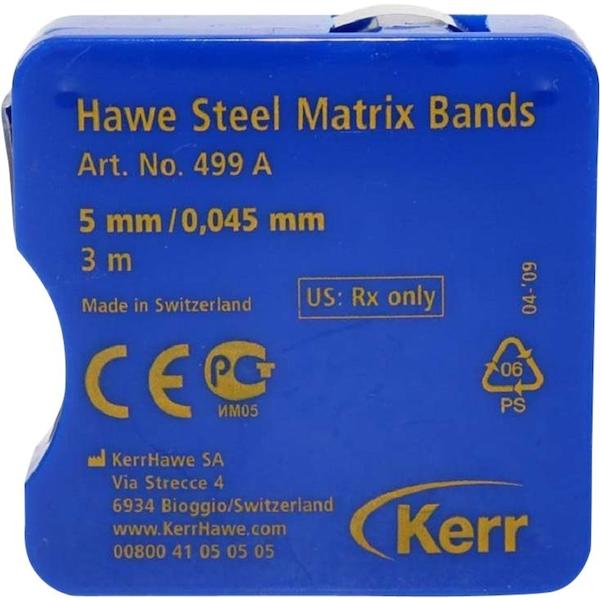 Hawe Steel Matrix Bands
Art. No. 499 A
5 mm/0,045 mm
3 m
Made in Switzerland
US: Rx only
04-'09
CE
PCT
ИМ05
06
PS
KerrHawe SA
Via Strecce 4
6934 Bioggio/Switzerland
www.KerrHawe.com
00800 41 05 05 05
Kerr